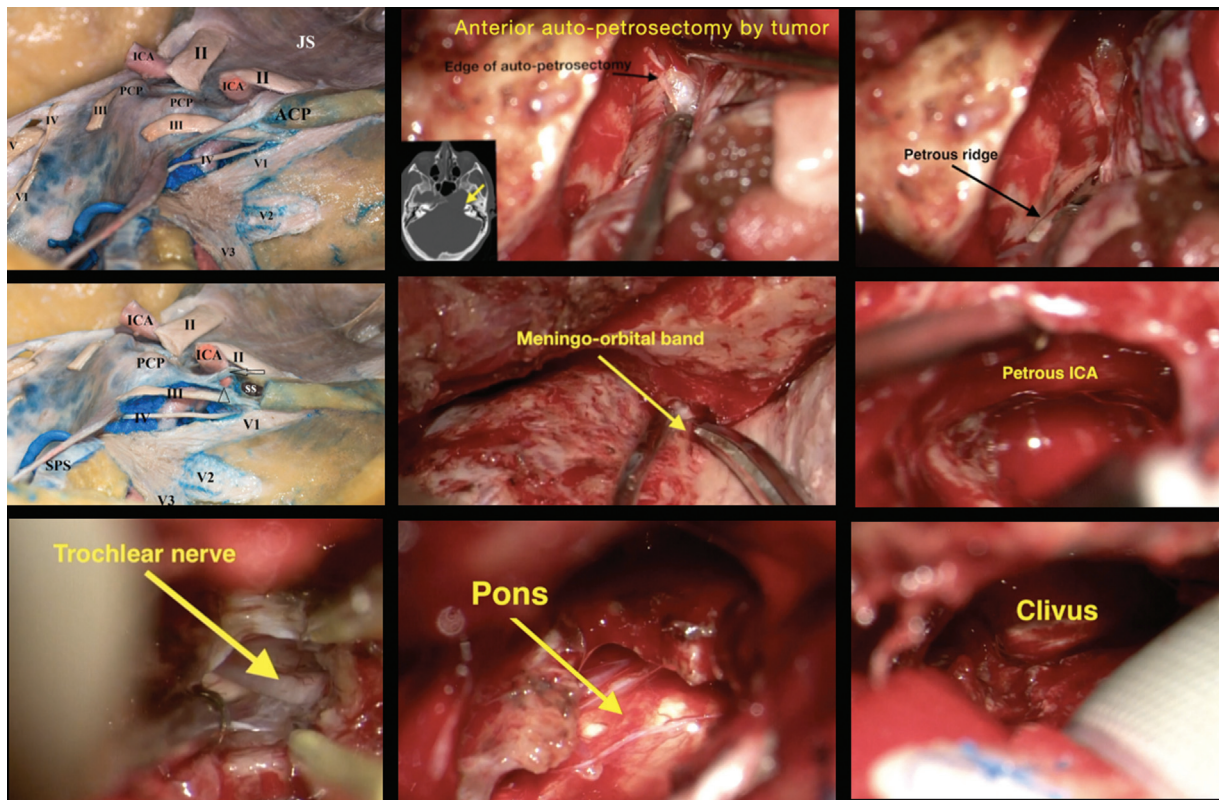 ICA
II
JS
PCP
ICA
II
III
PCP
ACP
IV
III
V
IV
V1
V1
V2
V3
Anterior auto-petrosectomy by tumor
Edge of auto-petrosectomy
Petrous ridge
ICA
II
PCP
ICA
II
SS
III
IV
V1
SPS
V2
V3
Meningo-orbital band
Petrous ICA
Trochlear nerve
Pons
Clivus